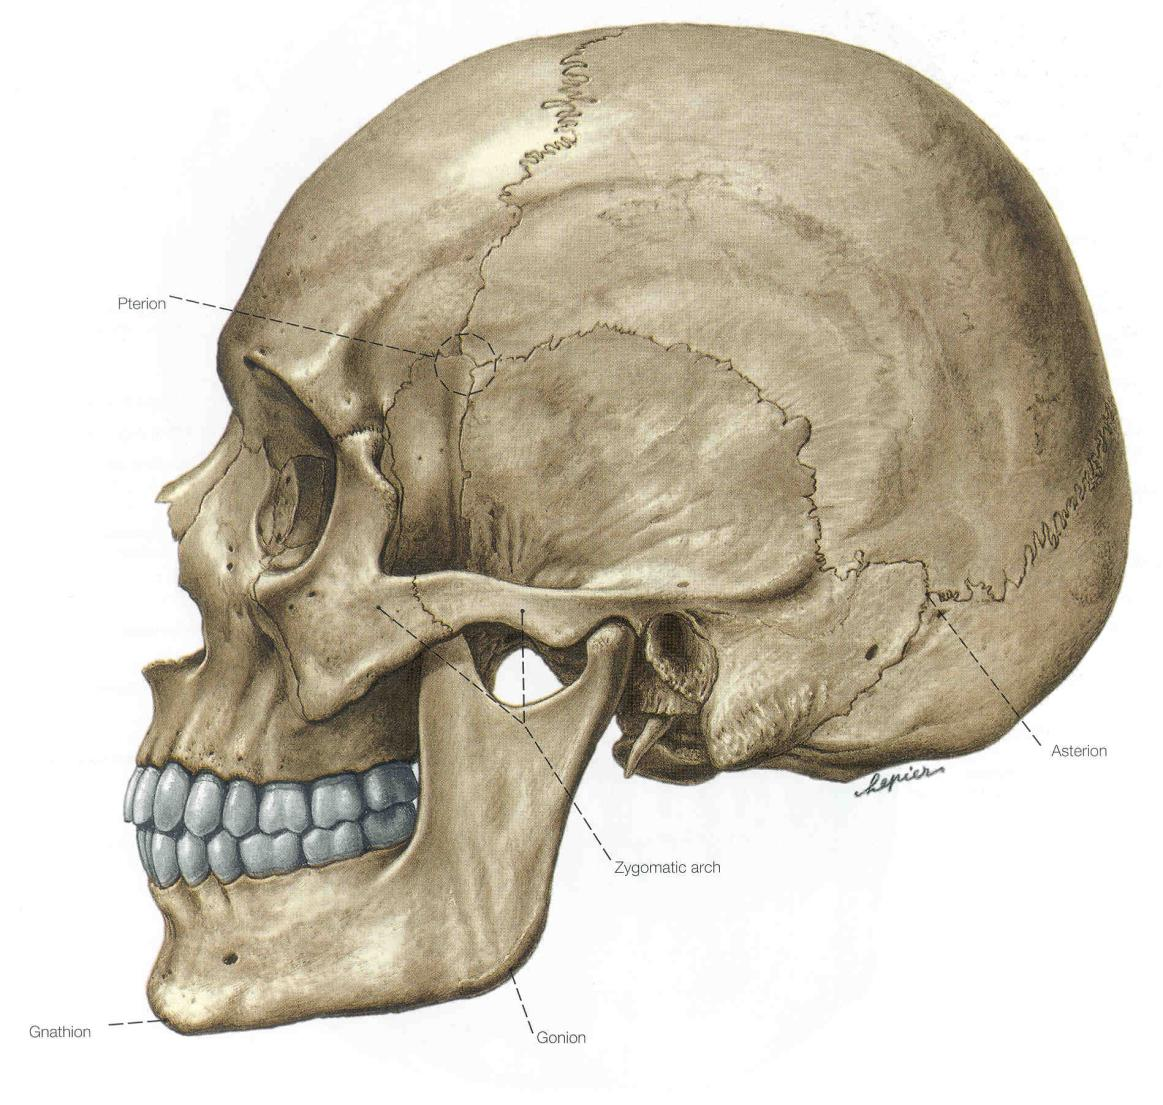 Pterion
Asterion
Lepier
Zygomatic arch
Gnathion
Gonion